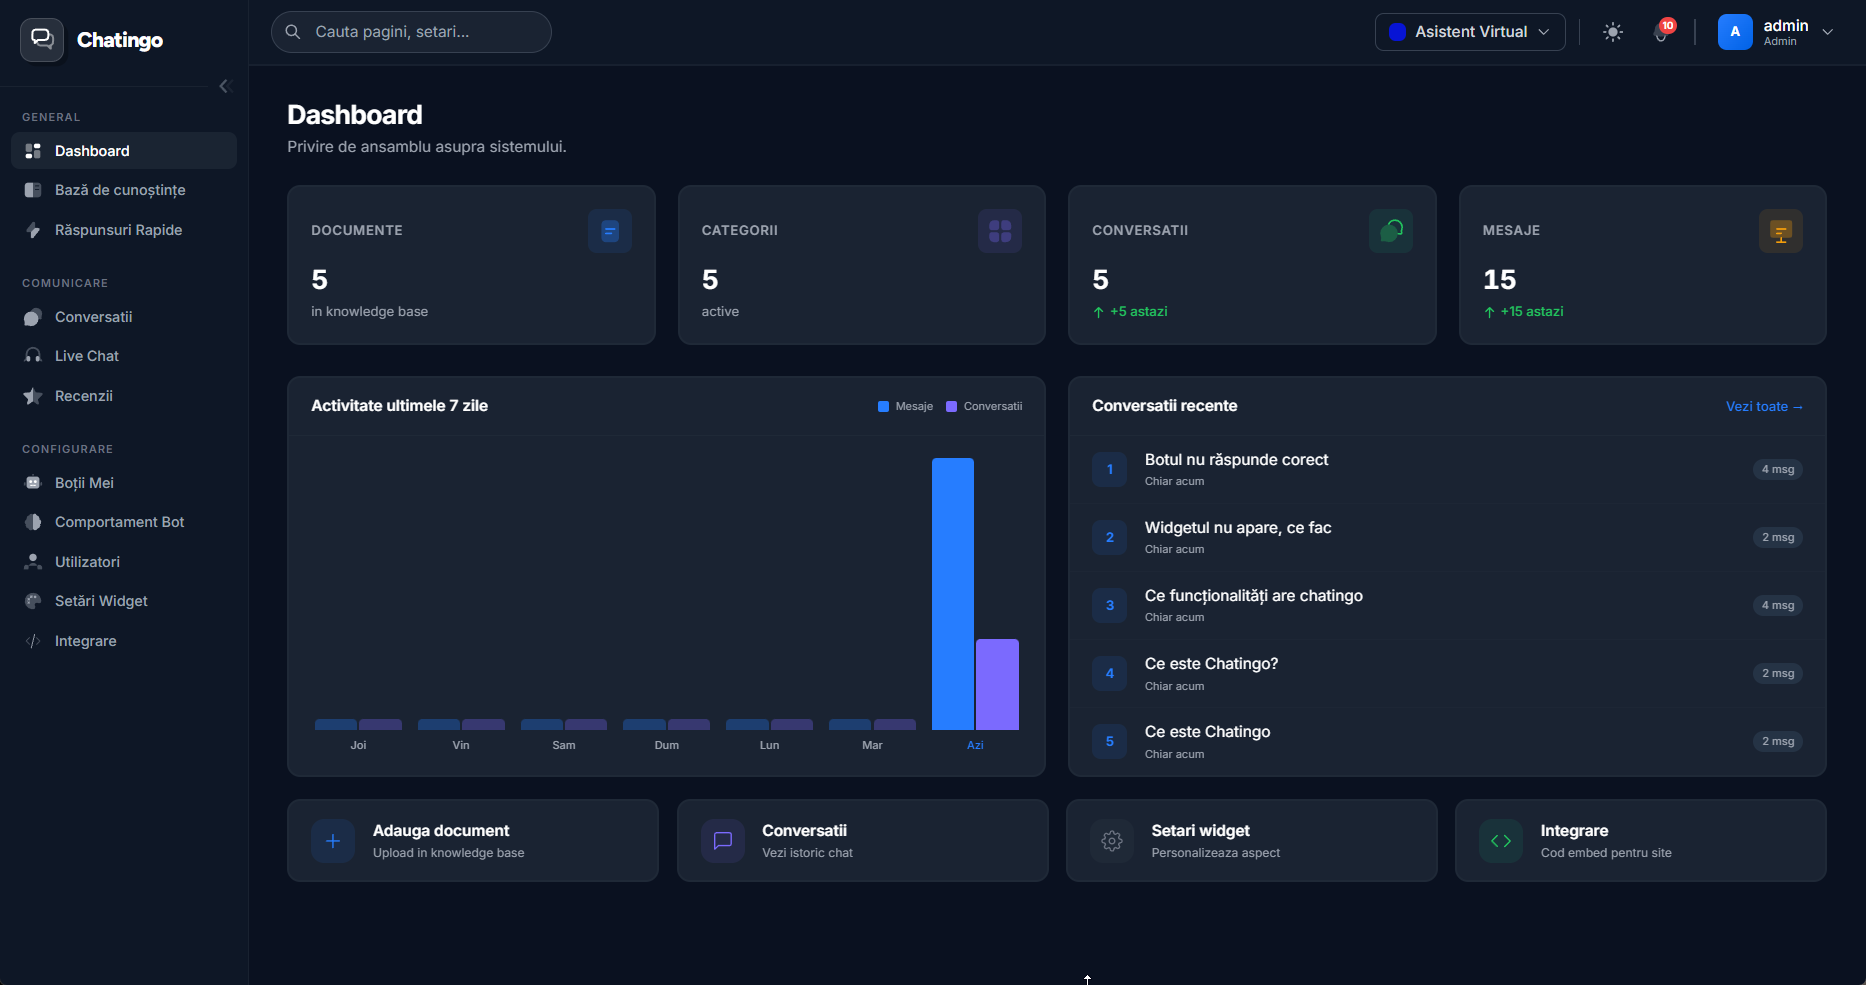 Chatingo
Cauta pagini, setari...
Asistent Virtual
10
A
admin
Admin
GENERAL
Dashboard
Bază de cunoștințe
Răspunsuri Rapide
COMUNICARE
Conversatii
Live Chat
Recenzii
CONFIGURARE
Boții Mei
Comportament Bot
Utilizatori
Setări Widget
Integrare
Dashboard
Privire de ansamblu asupra sistemului.
DOCUMENTE
5
in knowledge base
CATEGORII
5
active
CONVERSATII
5
↑ +5 astazi
MESAJE
15
↑ +15 astazi
Activitate ultimele 7 zile
Mesaje
Conversatii
Joi
Vin
Sam
Dum
Lun
Mar
Azi
Conversatii recente
Vezi toate →
1
Botul nu răspunde corect
Chiar acum
4 msg
2
Widgetul nu apare, ce fac
Chiar acum
2 msg
3
Ce funcționalități are chatingo
Chiar acum
4 msg
4
Ce este Chatingo?
Chiar acum
2 msg
5
Ce este Chatingo
Chiar acum
2 msg
Adauga document
Upload in knowledge base
Conversatii
Vezi istoric chat
Setari widget
Personalizeaza aspect
Integrare
Cod embed pentru site